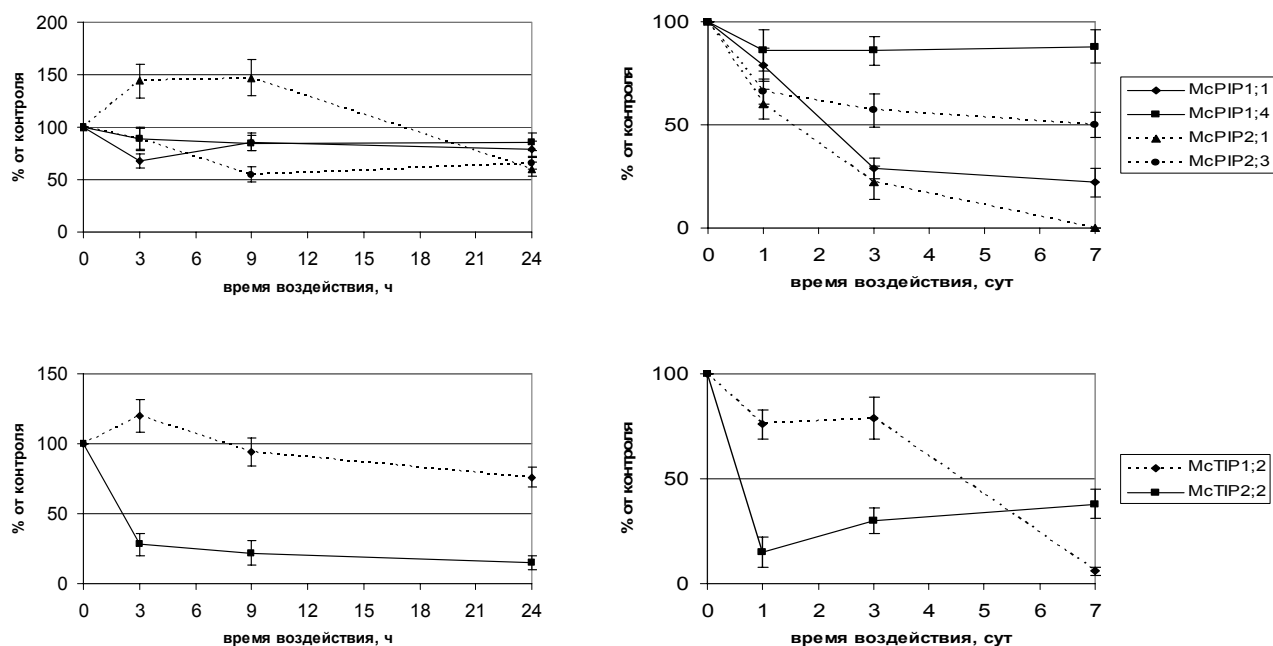 200
150
100
50
0
% от контроля
0 3 6 9 12 15 18 21 24
время воздействия, ч
100
50
0
% от контроля
0 1 2 3 4 5 6 7
время воздействия, сут
McPIP1;1
McPIP1;4
McPIP2;1
McPIP2;3
150
100
50
0
% от контроля
0 3 6 9 12 15 18 21 24
время воздействия, ч
100
50
0
% от контроля
0 1 2 3 4 5 6 7
время воздействия, сут
McTIP1;2
McTIP2;2